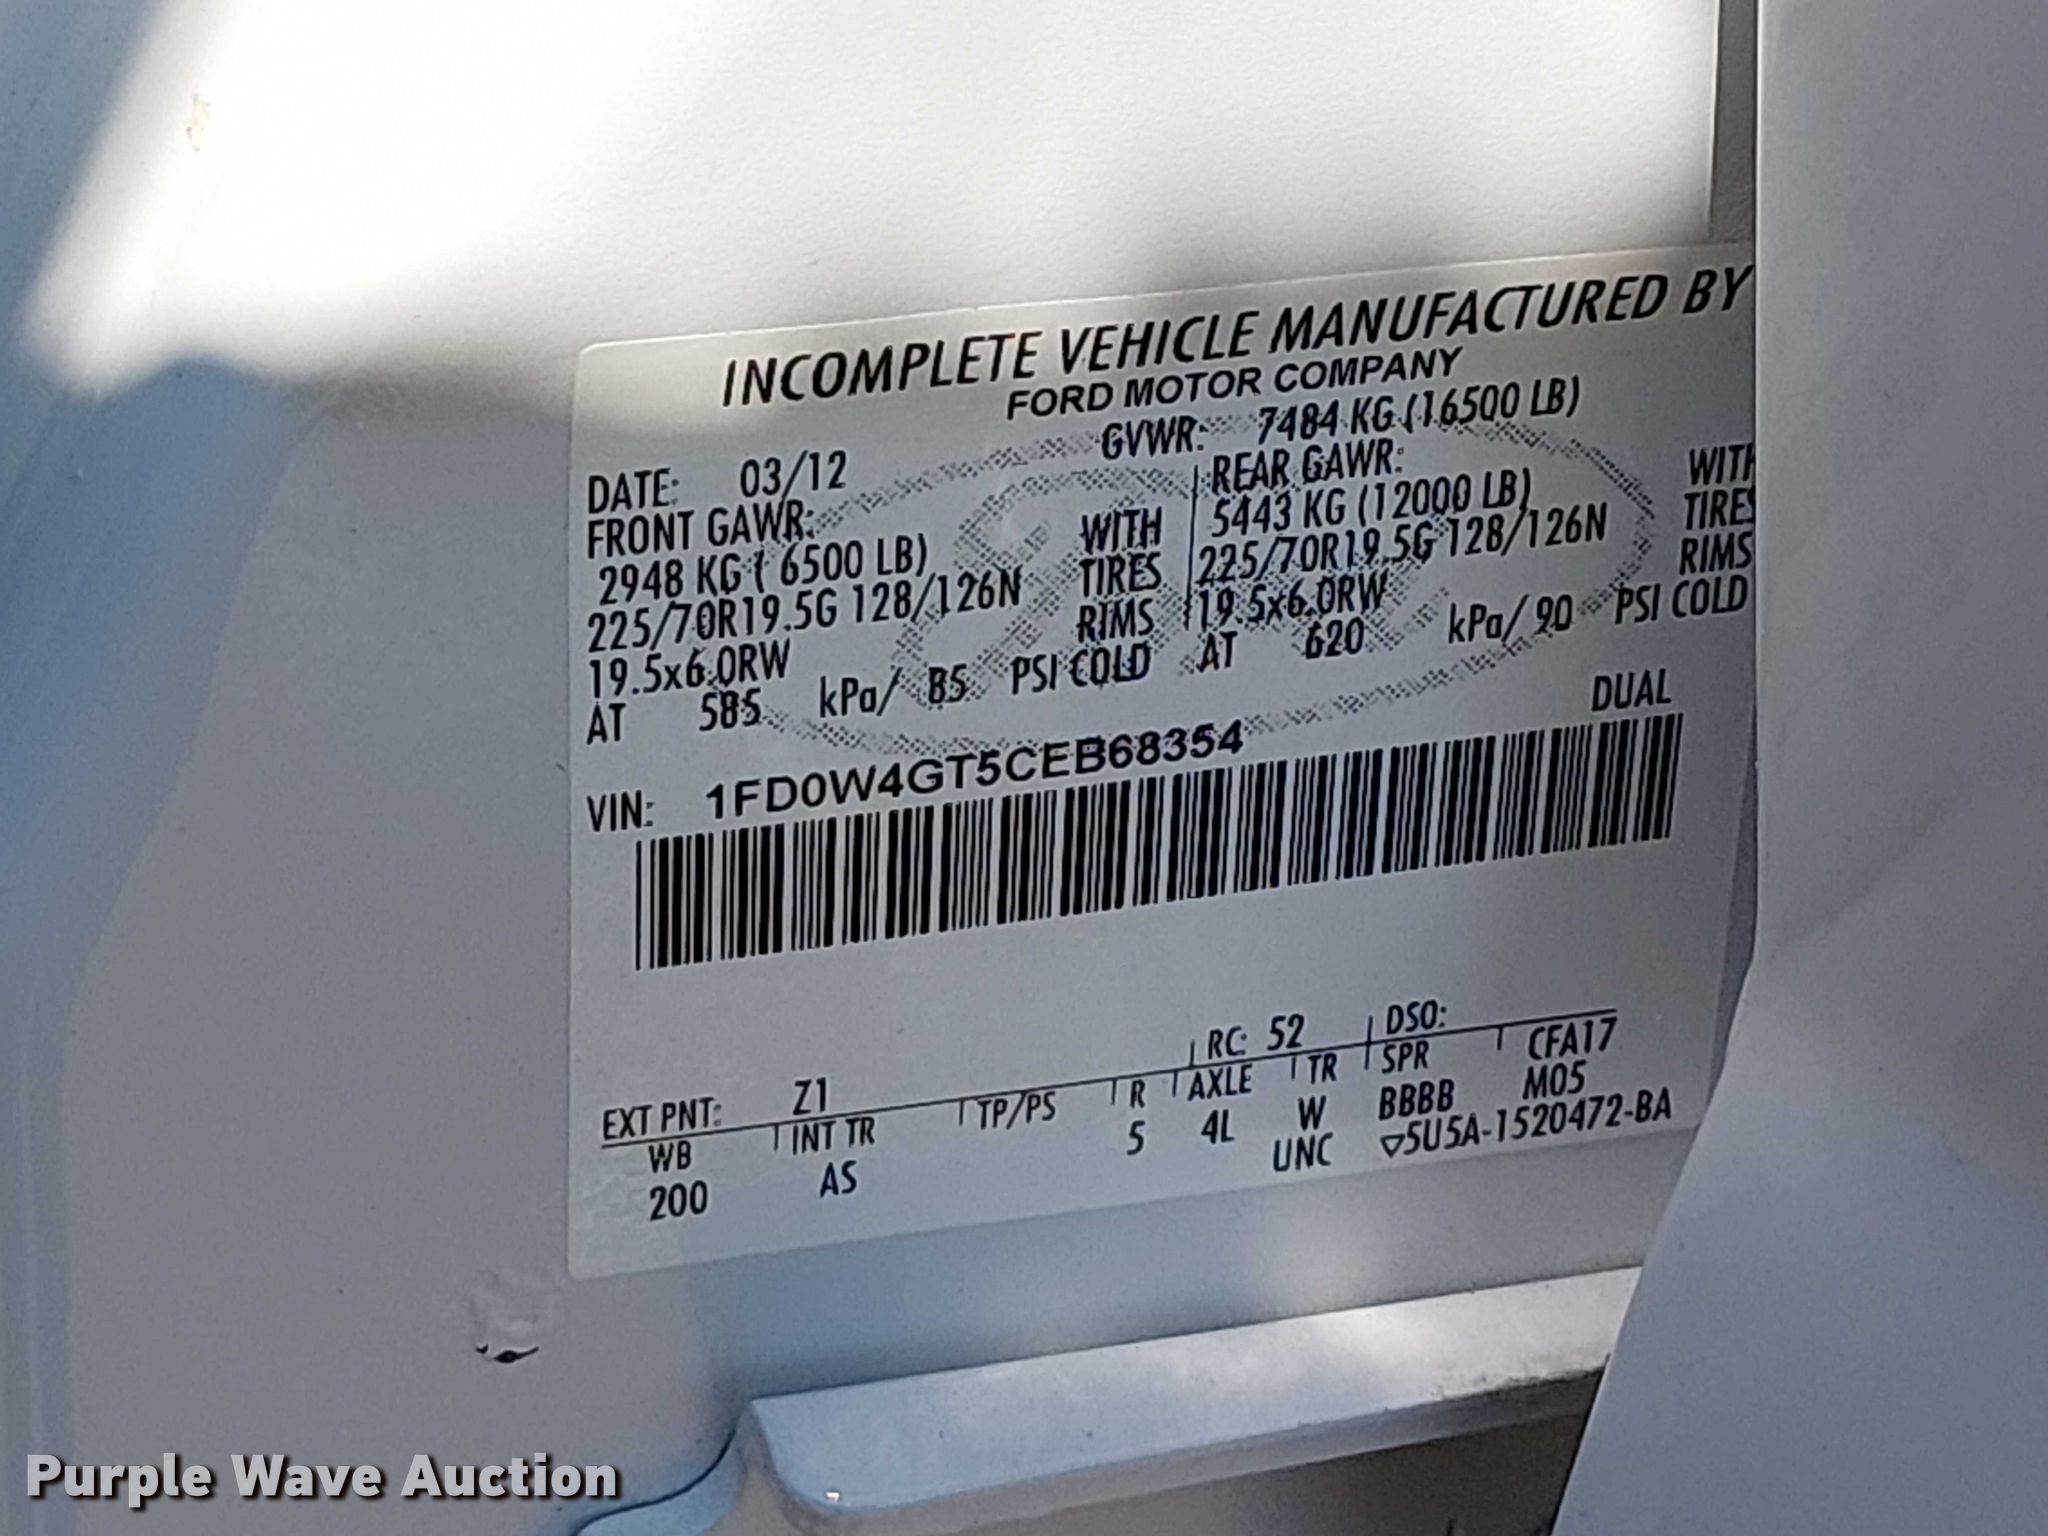 INCOMPLETE VEHICLE MANUFACTURED BY
FORD MOTOR COMPANY
DATE: 03/12 GVWR: 7484 KG (16500 LB)
FRONT GAWR: REAR GAWR:
2948 KG ( 6500 LB) WITH 5443 KG (12000 LB) WITH
225/70R19.5G 128/126N TIRES 225/70R19.5G 128/126N TIRES
19.5x6.0RW RIMS 19.5x6.0RW RIMS
AT 585 kPa/ 85 PSI COLD AT 620 kPa/ 90 PSI COLD
DUAL
VIN: 1FD0W4GT5CEB68354
EXT PNT: Z1 RC: 52 DSO:
WB INT TR TP/PS R AXLE TR SPR CFA17
200 AS 5 4L W BBBB M05
UNC ▽5U5A-1520472-BA
Purple Wave Auction